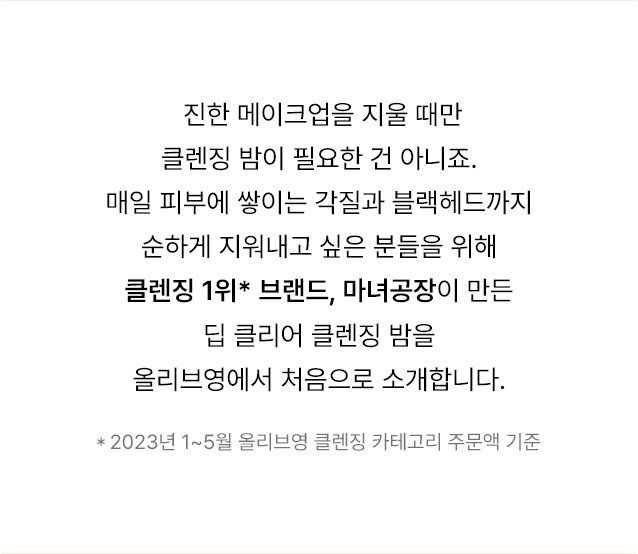 진한 메이크업을 지울 때만
클렌징 밤이 필요한 건 아니죠.
매일 피부에 쌓이는 각질과 블랙헤드까지
순하게 지워내고 싶은 분들을 위해
클렌징 1위* 브랜드, 마녀공장이 만든
딥 클리어 클렌징 밤을
올리브영에서 처음으로 소개합니다.
* 2023년 1~5월 올리브영 클렌징 카테고리 주문액 기준